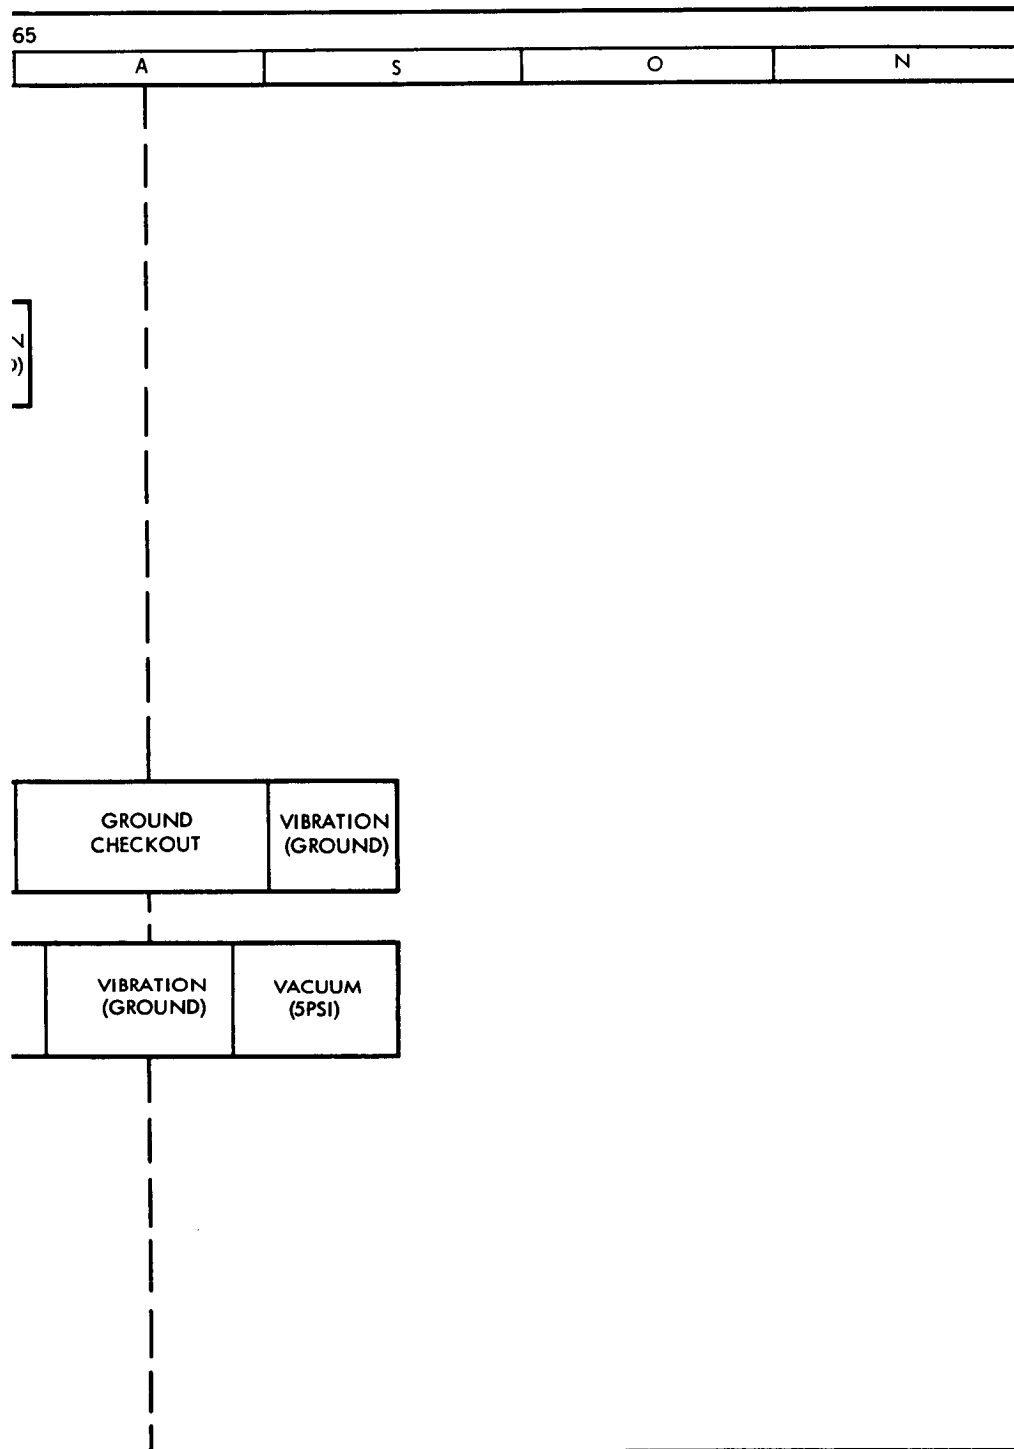 65
A S O N
GROUND
CHECKOUT
VIBRATION
(GROUND)
VIBRATION
(GROUND)
VACUUM
(5PSI)